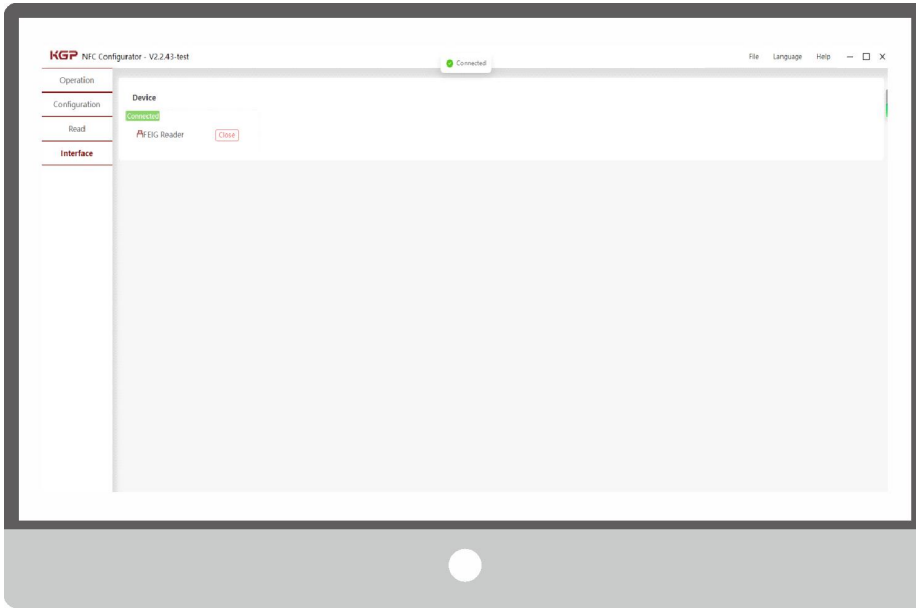 KGP NFC Configurator - V2.2.43-test
Connected
File Language Help
Operation
Configuration
Read
Interface
Device
Connected
FEIG Reader
Close